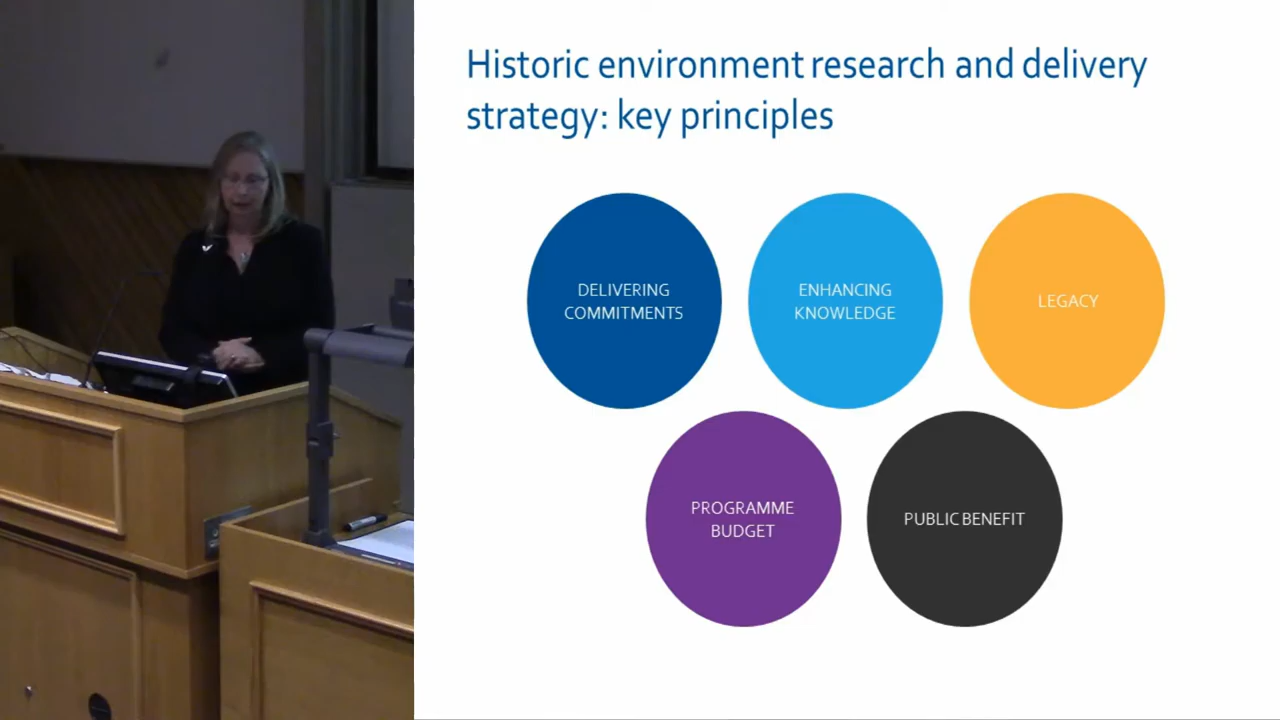 Historic environment research and delivery
strategy: key principles
DELIVERING
COMMITMENTS
ENHANCING
KNOWLEDGE
LEGACY
PROGRAMME
BUDGET
PUBLIC BENEFIT